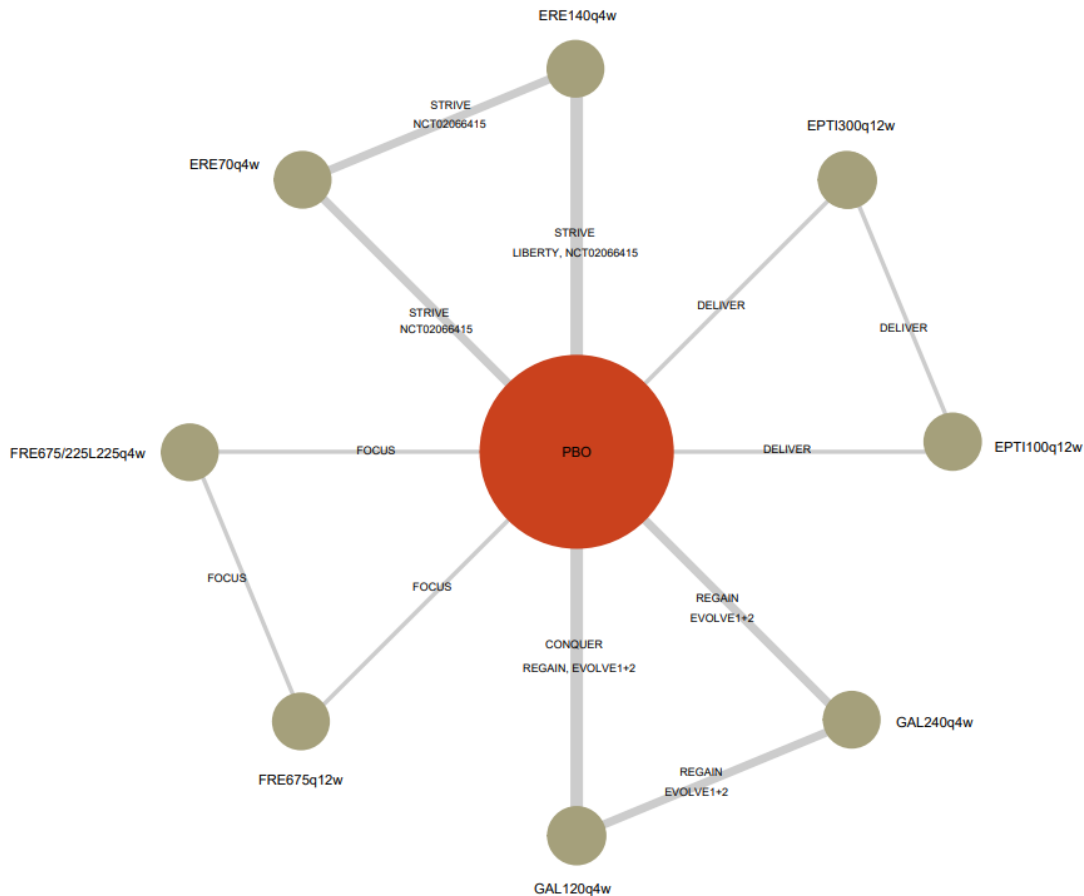 ERE140q4w
STRIVE
NCT02066415
EPTI300q12w
ERE70q4w
STRIVE
LIBERTY, NCT02066415
DELIVER
STRIVE
NCT02066415
DELIVER
FRE675/225L225q4w
FOCUS
PBO
DELIVER
EPTI100q12w
FOCUS
FOCUS
REGAIN
EVOLVE1+2
CONQUER
REGAIN, EVOLVE1+2
GAL240q4w
FRE675q12w
REGAIN
EVOLVE1+2
GAL120q4w